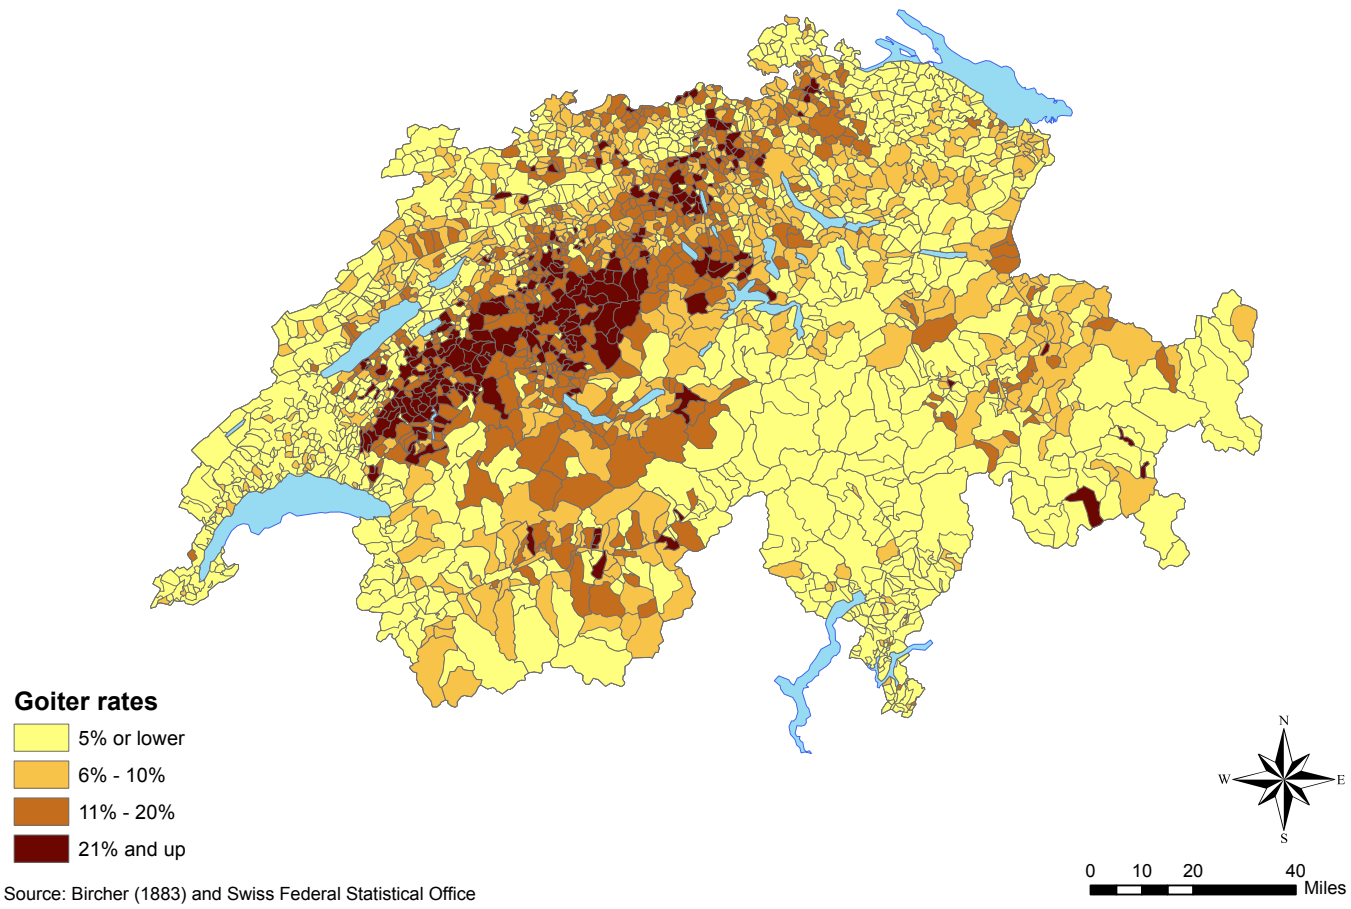 Goiter rates
5% or lower
6% - 10%
11% - 20%
21% and up
Source: Bircher (1883) and Swiss Federal Statistical Office
N
W E
S
0 10 20 40
Miles